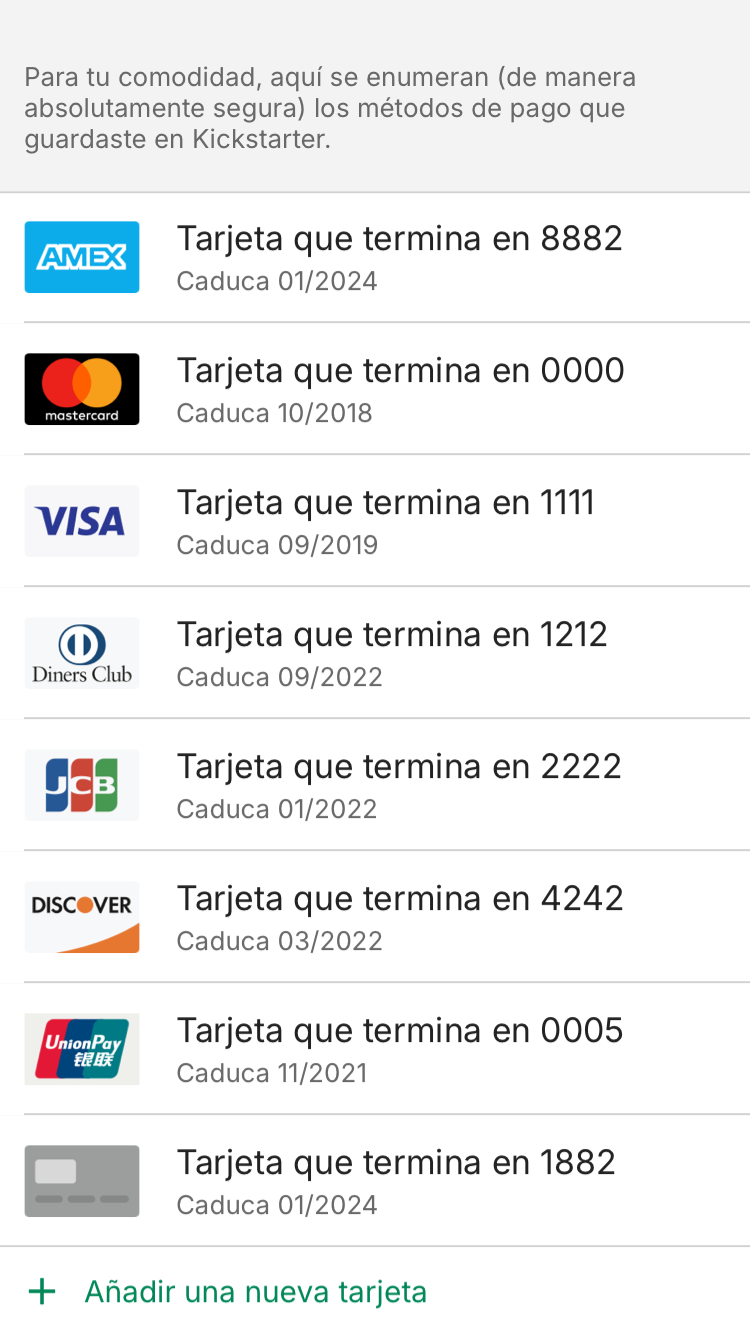 Para tu comodidad, aquí se enumeran (de manera
absolutamente segura) los métodos de pago que
guardaste en Kickstarter.
AMEX
Tarjeta que termina en 8882
Caduca 01/2024
mastercard
Tarjeta que termina en 0000
Caduca 10/2018
VISA
Tarjeta que termina en 1111
Caduca 09/2019
Diners Club
Tarjeta que termina en 1212
Caduca 09/2022
JCB
Tarjeta que termina en 2222
Caduca 01/2022
DISCOVER
Tarjeta que termina en 4242
Caduca 03/2022
UnionPay
银联
Tarjeta que termina en 0005
Caduca 11/2021
Tarjeta que termina en 1882
Caduca 01/2024
+ Añadir una nueva tarjeta